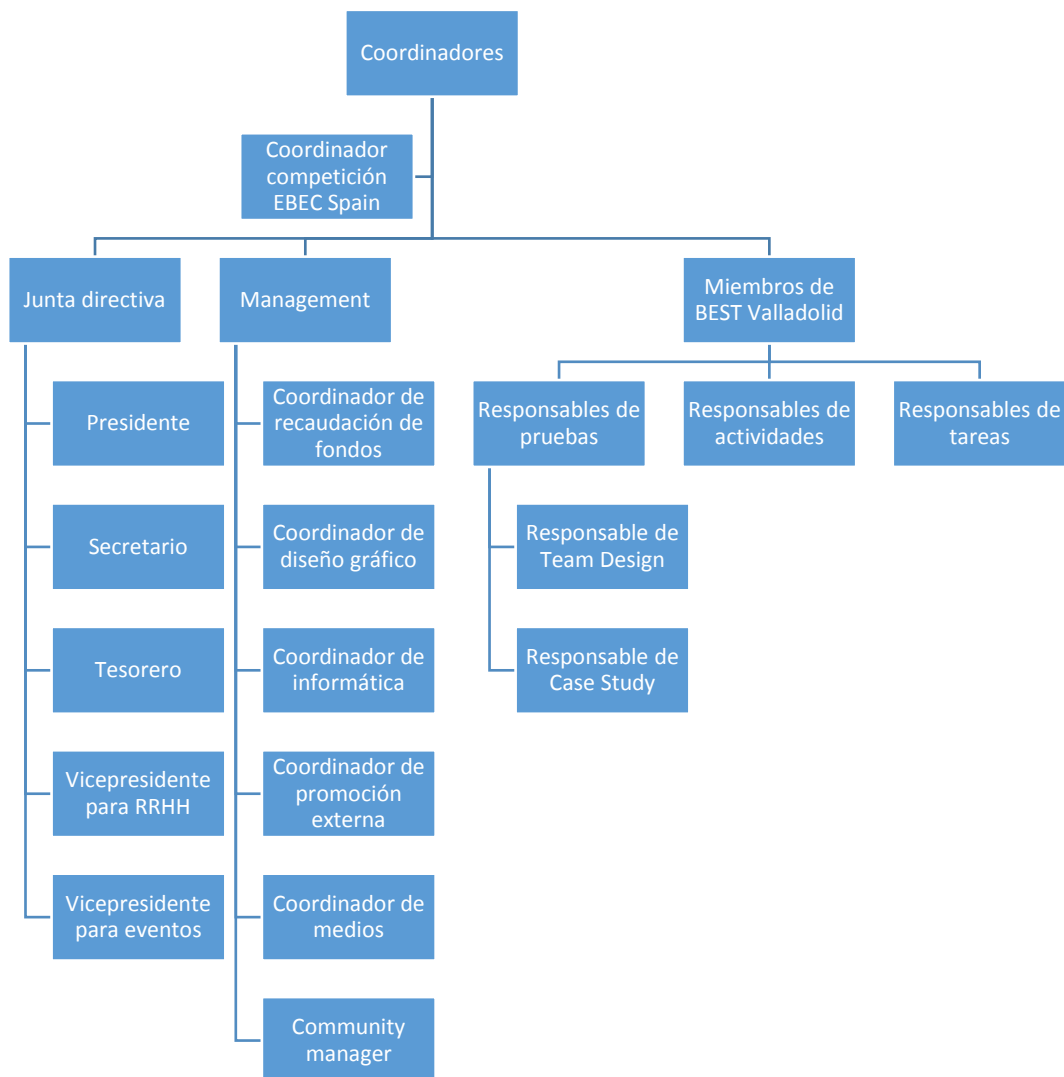 Coordinadores
Coordinador
competición
EBEC Spain
Junta directiva
Management
Miembros de
BEST Valladolid
Presidente
Coordinador de
recaudación de
fondos
Responsables de
pruebas
Responsables de
actividades
Responsables de
tareas
Secretario
Coordinador de
diseño gráfico
Responsable de
Team Design
Tesorero
Coordinador de
informática
Responsable de
Case Study
Vicepresidente
para RRHH
Coordinador de
promoción
externa
Vicepresidente
para eventos
Coordinador de
medios
Community
manager